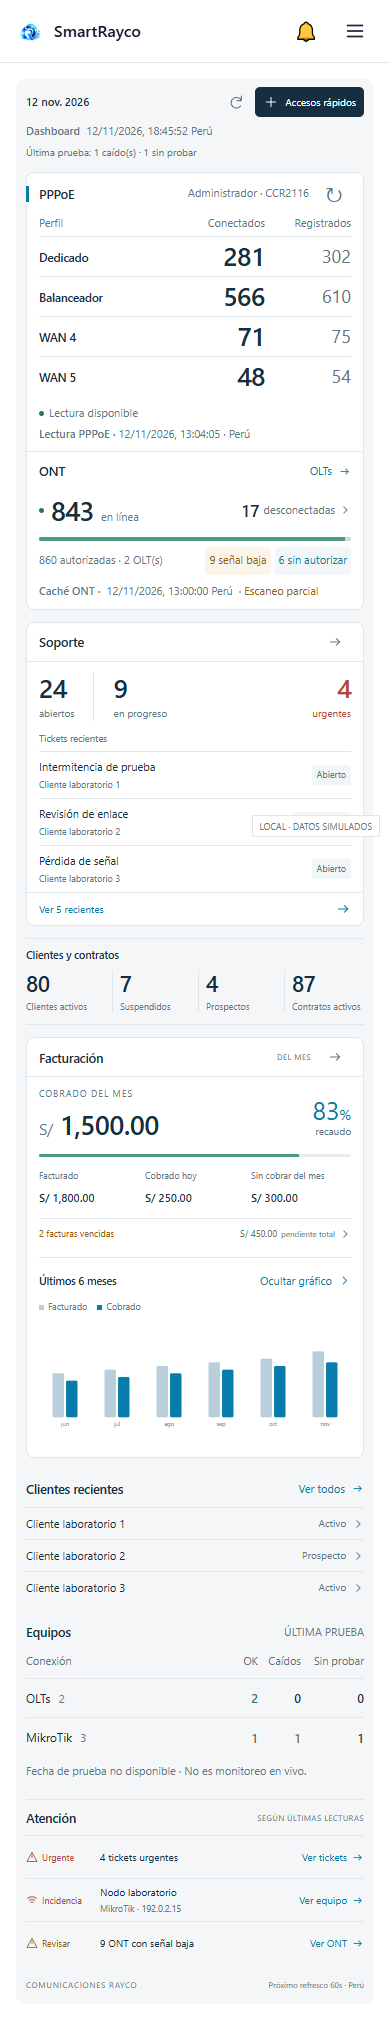 SmartRayco
12 nov. 2026
Accesos rápidos
Dashboard 12/11/2026, 18:45:52 Perú
Última prueba: 1 caído(s) · 1 sin probar
PPPoE Administrador · CCR2116
Perfil Conectados Registrados
Dedicado 281 302
Balanceador 566 610
WAN 4 71 75
WAN 5 48 54
Lectura disponible
Lectura PPPoE · 12/11/2026, 13:04:05 · Perú
ONT OLTs →
843 en línea 17 desconectadas
860 autorizadas · 2 OLT(s) 9 señal baja 6 sin autorizar
Caché ONT · 12/11/2026, 13:00:00 Perú · Escaneo parcial
Soporte →
24 9 4
abiertos en progreso urgentes
Tickets recientes
Intermitencia de prueba
Cliente laboratorio 1
Abierto
Revisión de enlace
Cliente laboratorio 2
LOCAL · DATOS SIMULADOS
Pérdida de señal
Cliente laboratorio 3
Abierto
Ver 5 recientes →
Clientes y contratos
80 7 4 87
Clientes activos Suspendidos Prospectos Contratos activos
Facturación DEL MES →
COBRADO DEL MES
S/ 1,500.00
83%
recaudo
Facturado Cobrado hoy Sin cobrar del mes
S/ 1,800.00 S/ 250.00 S/ 300.00
2 facturas vencidas S/ 450.00 pendiente total
Últimos 6 meses Ocultar gráfico
Facturado Cobrado
jun jul ago sep oct nov
Clientes recientes Ver todos →
Cliente laboratorio 1 Activo
Cliente laboratorio 2 Prospecto
Cliente laboratorio 3 Activo
Equipos ÚLTIMA PRUEBA
Conexión OK Caídos Sin probar
OLTs 2 2 0 0
MikroTik 3 1 1 1
Fecha de prueba no disponible · No es monitoreo en vivo.
Atención SEGÚN ÚLTIMAS LECTURAS
Urgente 4 tickets urgentes Ver tickets →
Incidencia Nodo laboratorio
MikroTik · 192.0.2.15
Ver equipo →
Revisar 9 ONT con señal baja Ver ONT →
COMUNICACIONES RAYCO Próximo refresco 60s · Perú